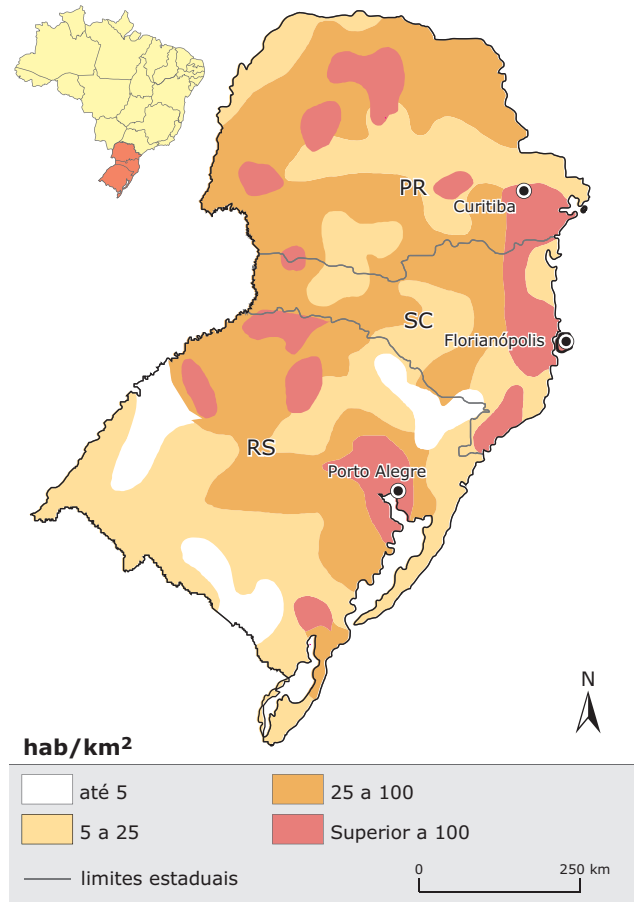 PR
Curitiba
SC
Florianópolis
RS
Porto Alegre
N
hab/km²
até 5
25 a 100
5 a 25
Superior a 100
limites estaduais
0 250 km